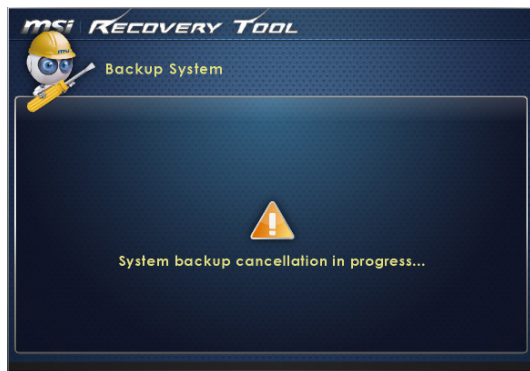 msi RECOVERY TOOL
Backup System
System backup cancellation in progress...